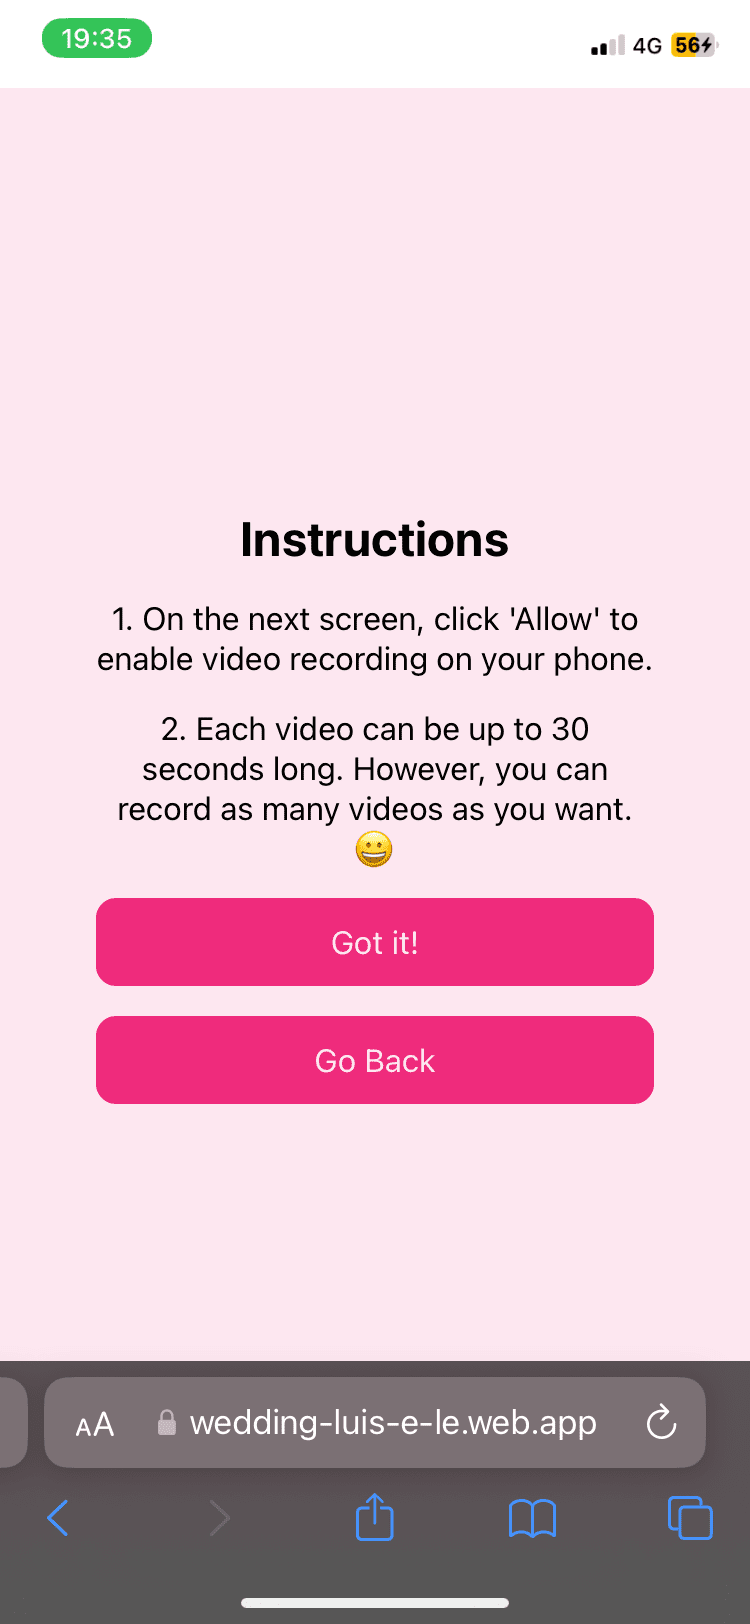 19:35
4G 56
Instructions
1. On the next screen, click 'Allow' to
enable video recording on your phone.
2. Each video can be up to 30
seconds long. However, you can
record as many videos as you want.
😀
Got it!
Go Back
AA wedding-luis-e-le.web.app